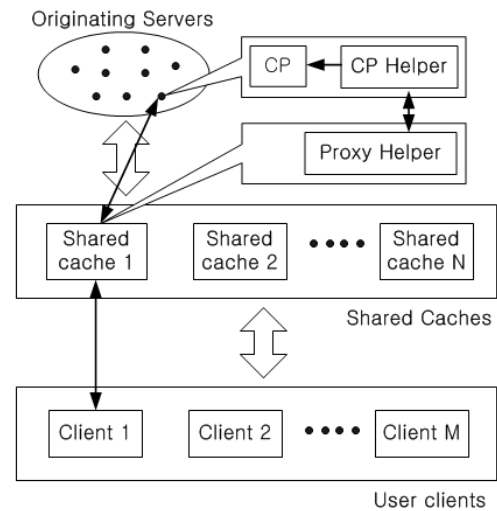 Originating Servers
CP
CP Helper
Proxy Helper
Shared
cache 1
Shared
cache 2
Shared
cache N
Shared Caches
Client 1
Client 2
Client M
User clients